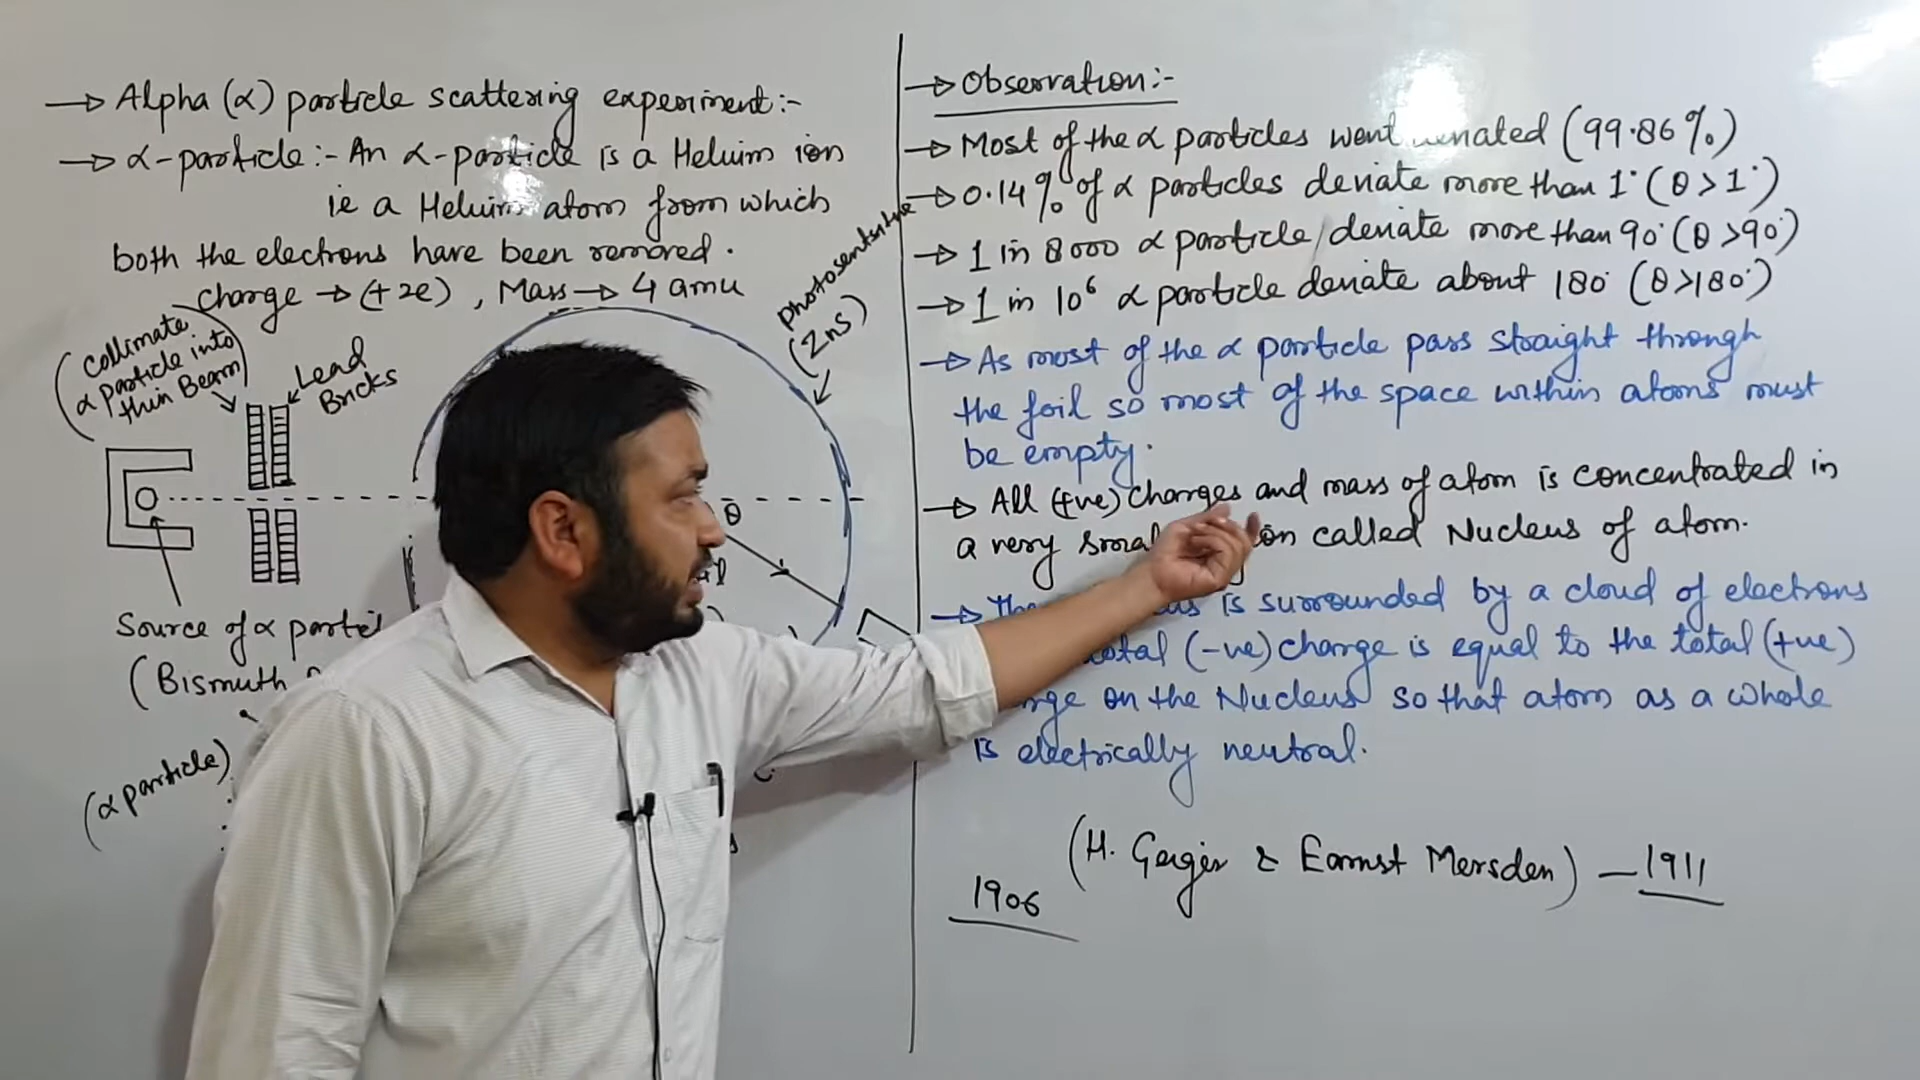 → Alpha (α) particle scattering experiment:-
→ α-particle:- An α-particle is a Heluim ion
ie a Heluim atom from which
both the electrons have been removed.
Charge → (+2e), Mass → 4 amu
(Collimate
α particle into
thin Beam)
Lead
Bricks
photosensitive
(ZnS)
θ
Source of α
(Bismuth
(α particle)
→ Observation:-
→ Most of the α particles went (99.86%)
→ 0.14% of α particles deviate more than 1° (θ > 1°)
→ 1 in 8000 α particle deviate more than 90° (θ > 90°)
→ 1 in 10⁶ α particle deviate about 180° (θ > 180°)
→ As most of the α particle pass straight through
the foil so most of the space within atoms must
be empty.
→ All (+ve) charges and mass of atom is concentrated in
a very called Nucleus of atom.
→ is surrounded by a cloud of electrons
total (-ve) charge is equal to the total (+ve)
on the Nucleus so that atom as a whole
is electrically neutral.
(H. Geiger & Earnst Mersden) — 1911
1906